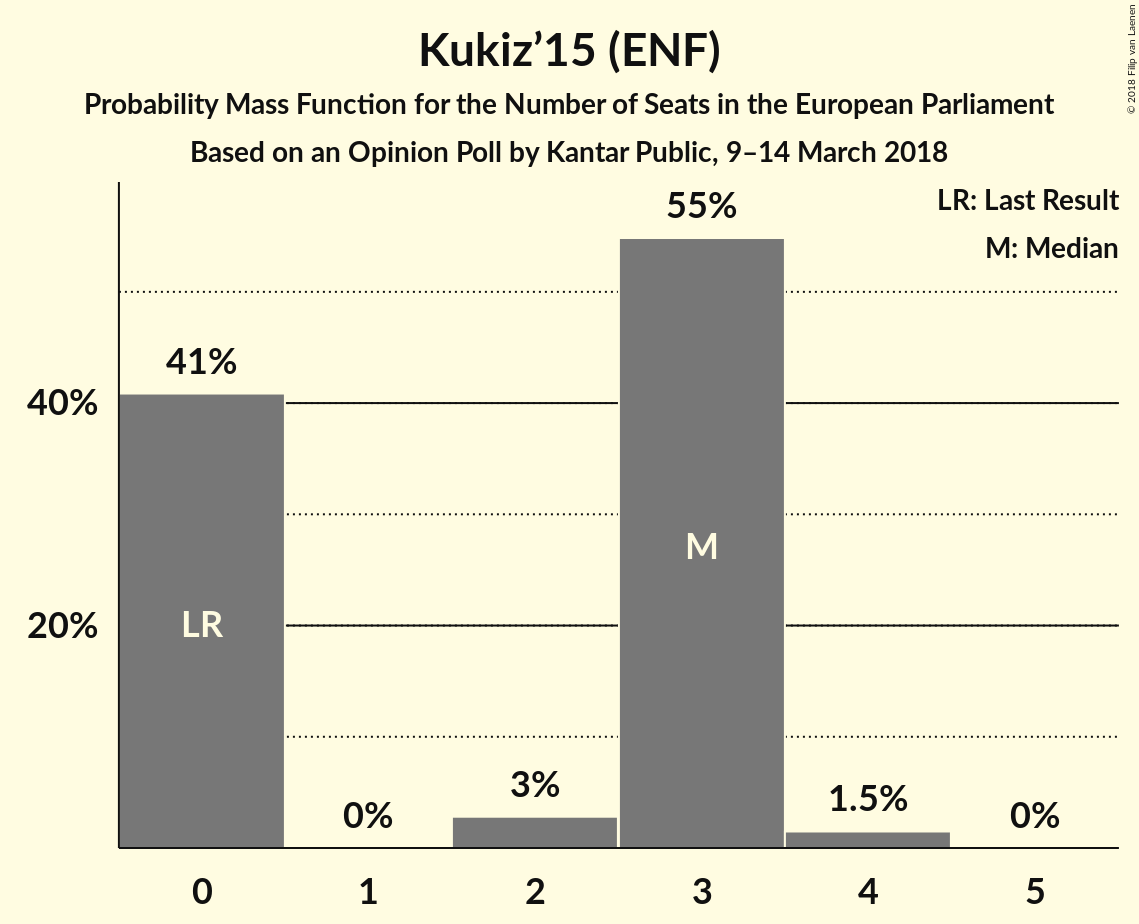 Kukiz’15 (ENF)
Probability Mass Function for the Number of Seats in the European Parliament
Based on an Opinion Poll by Kantar Public, 9–14 March 2018
© 2018 Filip van Laenen
LR: Last Result
M: Median
55%
41%
40%
M
LR
20%
3%
1.5%
0%
0%
0 1 2 3 4 5